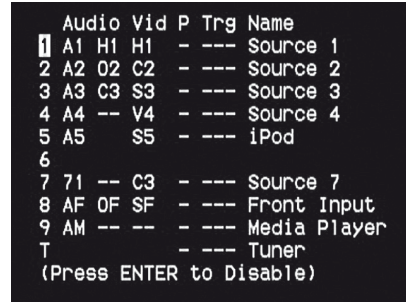 Audio Vid P Trg Name
1 A1 H1 H1 - --- Source 1
2 A2 O2 C2 - --- Source 2
3 A3 C3 S3 - --- Source 3
4 A4 -- V4 - --- Source 4
5 A5 S5 - --- iPod
6
7 71 -- C3 - --- Source 7
8 AF OF SF - --- Front Input
9 AM -- -- - --- Media Player
T - --- Tuner
(Press ENTER to Disable)